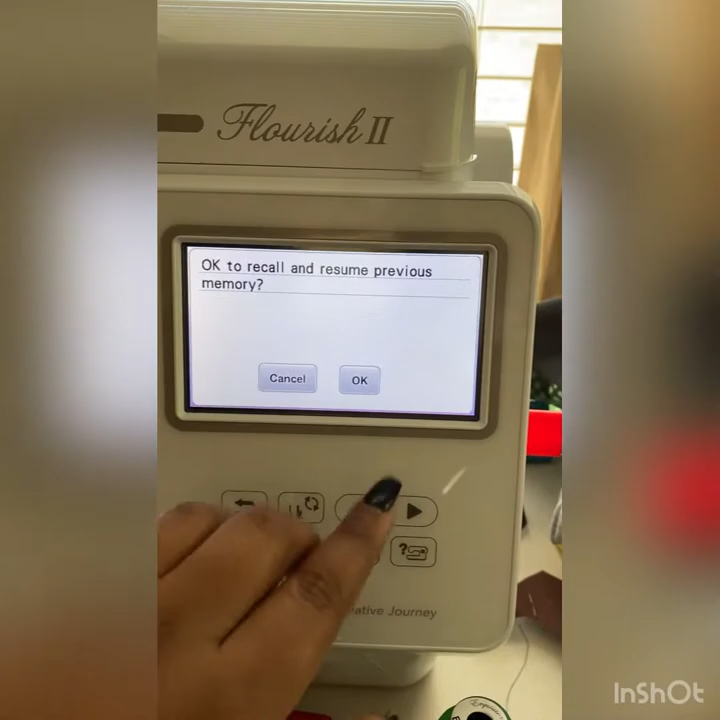 Flourish II
OK to recall and resume previous
memory?
Cancel
OK
?
ative Journey
InShOt